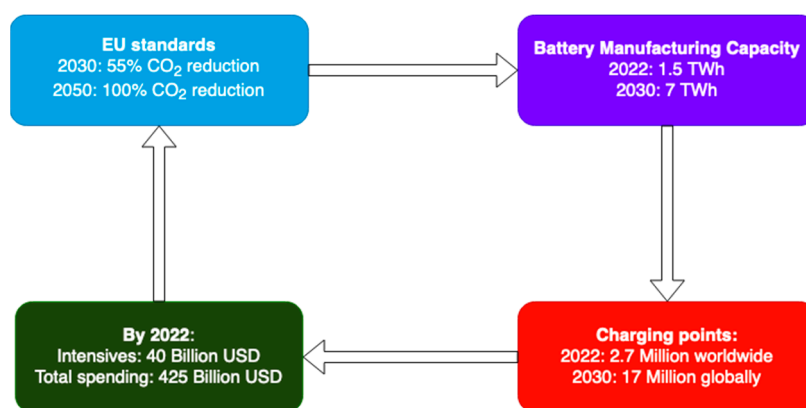 EU standards
2030: 55% CO₂ reduction
2050: 100% CO₂ reduction
Battery Manufacturing Capacity
2022: 1.5 TWh
2030: 7 TWh
By 2022:
Intensives: 40 Billion USD
Total spending: 425 Billion USD
Charging points:
2022: 2.7 Million worldwide
2030: 17 Million globally